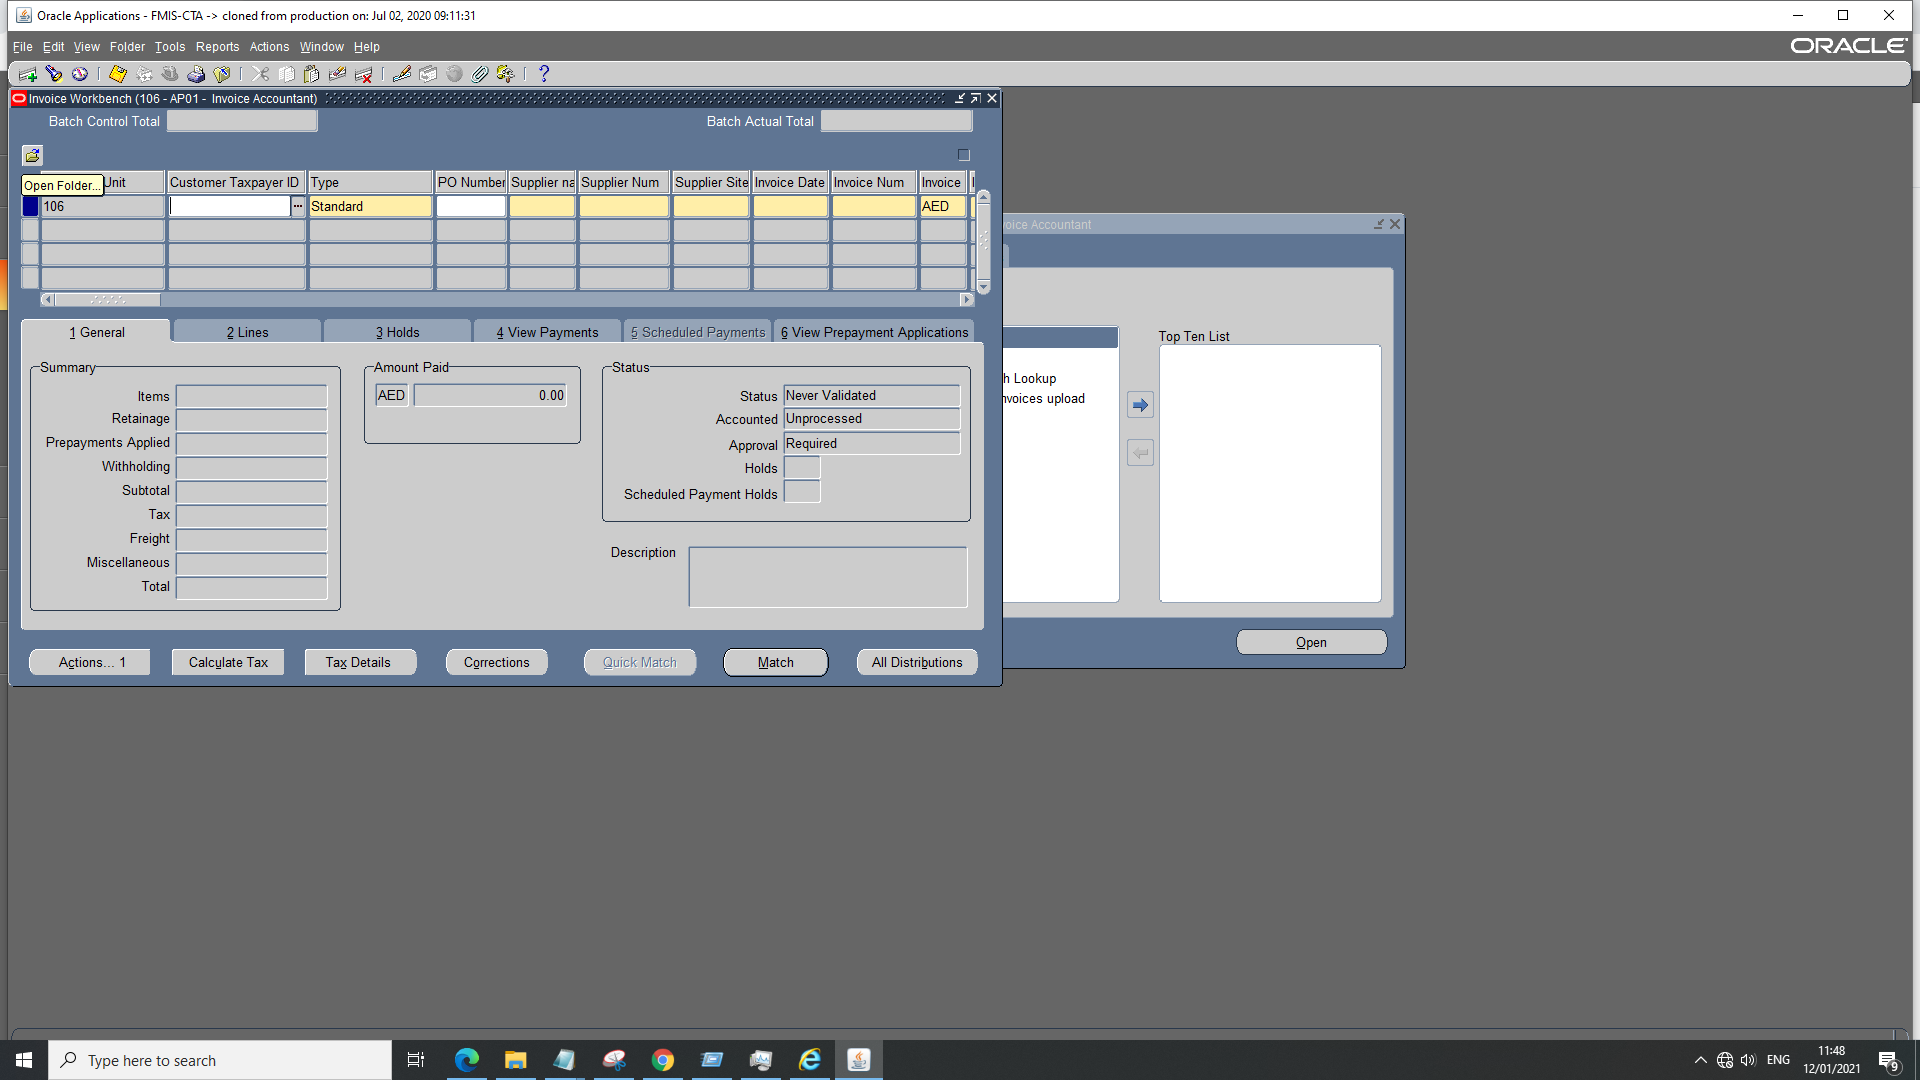 Oracle Applications - FMIS-CTA -> cloned from production on: Jul 02, 2020 09:11:31
File Edit View Folder Tools Reports Actions Window Help
ORACLE
Invoice Workbench (106 - AP01 - Invoice Accountant)
Batch Control Total
Batch Actual Total
Open Folder...
Unit
Customer Taxpayer ID
Type
PO Number
Supplier na
Supplier Num
Supplier Site
Invoice Date
Invoice Num
Invoice
106
...
Standard
AED
1 General
2 Lines
3 Holds
4 View Payments
5 Scheduled Payments
6 View Prepayment Applications
Summary
Items
Retainage
Prepayments Applied
Withholding
Subtotal
Tax
Freight
Miscellaneous
Total
Amount Paid
AED
0.00
Status
Status Never Validated
Accounted Unprocessed
Approval Required
Holds
Scheduled Payment Holds
Description
Actions... 1
Calculate Tax
Tax Details
Corrections
Quick Match
Match
All Distributions
oice Accountant
h Lookup
nvoices upload
Top Ten List
Open
Type here to search
ENG
11:48
12/01/2021
9